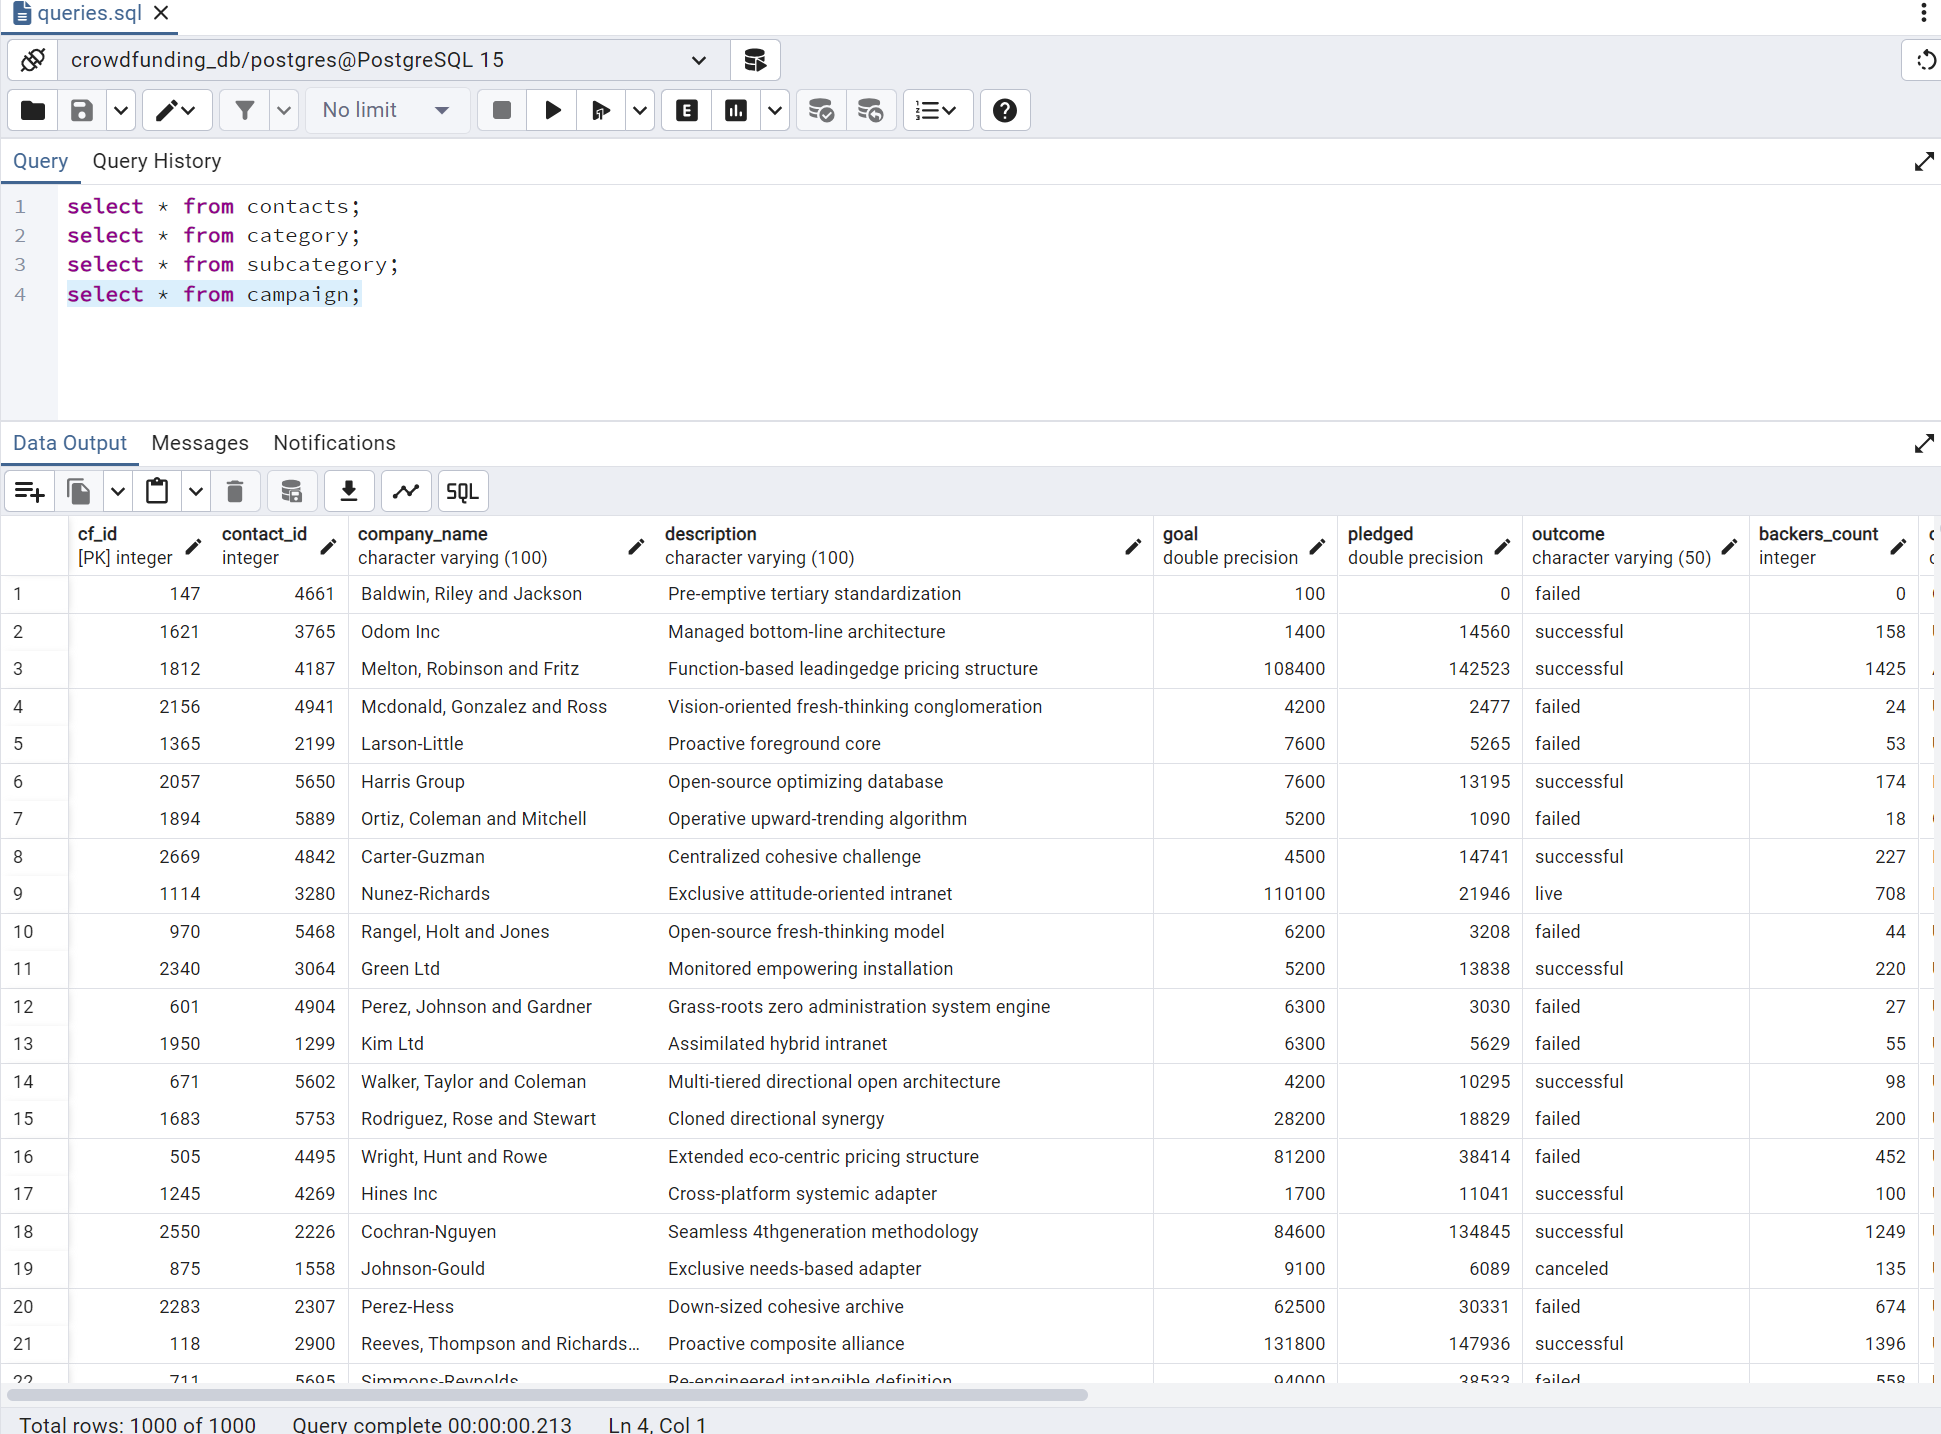 queries.sql
crowdfunding_db/postgres@PostgreSQL 15
No limit
Query Query History
1 select * from contacts;
2 select * from category;
3 select * from subcategory;
4 select * from campaign;
Data Output Messages Notifications
SQL
cf_id contact_id company_name description goal pledged outcome backers_count
[PK] integer integer character varying (100) character varying (100) double precision double precision character varying (50) integer
1 147 4661 Baldwin, Riley and Jackson Pre-emptive tertiary standardization 100 0 failed 0
2 1621 3765 Odom Inc Managed bottom-line architecture 1400 14560 successful 158
3 1812 4187 Melton, Robinson and Fritz Function-based leadingedge pricing structure 108400 142523 successful 1425
4 2156 4941 Mcdonald, Gonzalez and Ross Vision-oriented fresh-thinking conglomeration 4200 2477 failed 24
5 1365 2199 Larson-Little Proactive foreground core 7600 5265 failed 53
6 2057 5650 Harris Group Open-source optimizing database 7600 13195 successful 174
7 1894 5889 Ortiz, Coleman and Mitchell Operative upward-trending algorithm 5200 1090 failed 18
8 2669 4842 Carter-Guzman Centralized cohesive challenge 4500 14741 successful 227
9 1114 3280 Nunez-Richards Exclusive attitude-oriented intranet 110100 21946 live 708
10 970 5468 Rangel, Holt and Jones Open-source fresh-thinking model 6200 3208 failed 44
11 2340 3064 Green Ltd Monitored empowering installation 5200 13838 successful 220
12 601 4904 Perez, Johnson and Gardner Grass-roots zero administration system engine 6300 3030 failed 27
13 1950 1299 Kim Ltd Assimilated hybrid intranet 6300 5629 failed 55
14 671 5602 Walker, Taylor and Coleman Multi-tiered directional open architecture 4200 10295 successful 98
15 1683 5753 Rodriguez, Rose and Stewart Cloned directional synergy 28200 18829 failed 200
16 505 4495 Wright, Hunt and Rowe Extended eco-centric pricing structure 81200 38414 failed 452
17 1245 4269 Hines Inc Cross-platform systemic adapter 1700 11041 successful 100
18 2550 2226 Cochran-Nguyen Seamless 4thgeneration methodology 84600 134845 successful 1249
19 875 1558 Johnson-Gould Exclusive needs-based adapter 9100 6089 canceled 135
20 2283 2307 Perez-Hess Down-sized cohesive archive 62500 30331 failed 674
21 118 2900 Reeves, Thompson and Richards... Proactive composite alliance 131800 147936 successful 1396
22 711 5695 Simmons-Reynolds Re-engineered intangible definition 94000 38533 failed 558
Total rows: 1000 of 1000 Query complete 00:00:00.213 Ln 4, Col 1